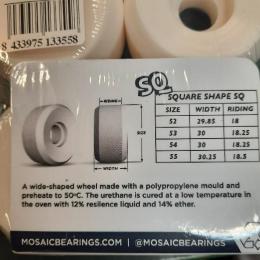 8 433975 133558
SQ
SQUARE SHAPE SQ
SIZE WIDTH RIDING
52 29.85 18
53 30 18.25
54 30 18.25
55 30.25 18.5
RIDING
SIZE
WIDTH
A wide-shaped wheel made with a polypropylene mould and
preheate to 50ºC. The urethane is cured at a low temperature in
the oven with 12% resilence liquid and 14% ether.
MOSAICBEARINGS.COM | @MOSAICBEARINGS